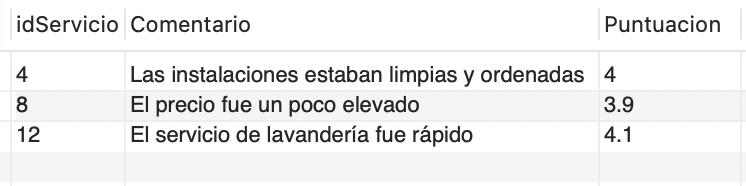 idServicio Comentario Puntuacion
4 Las instalaciones estaban limpias y ordenadas 4
8 El precio fue un poco elevado 3.9
12 El servicio de lavandería fue rápido 4.1